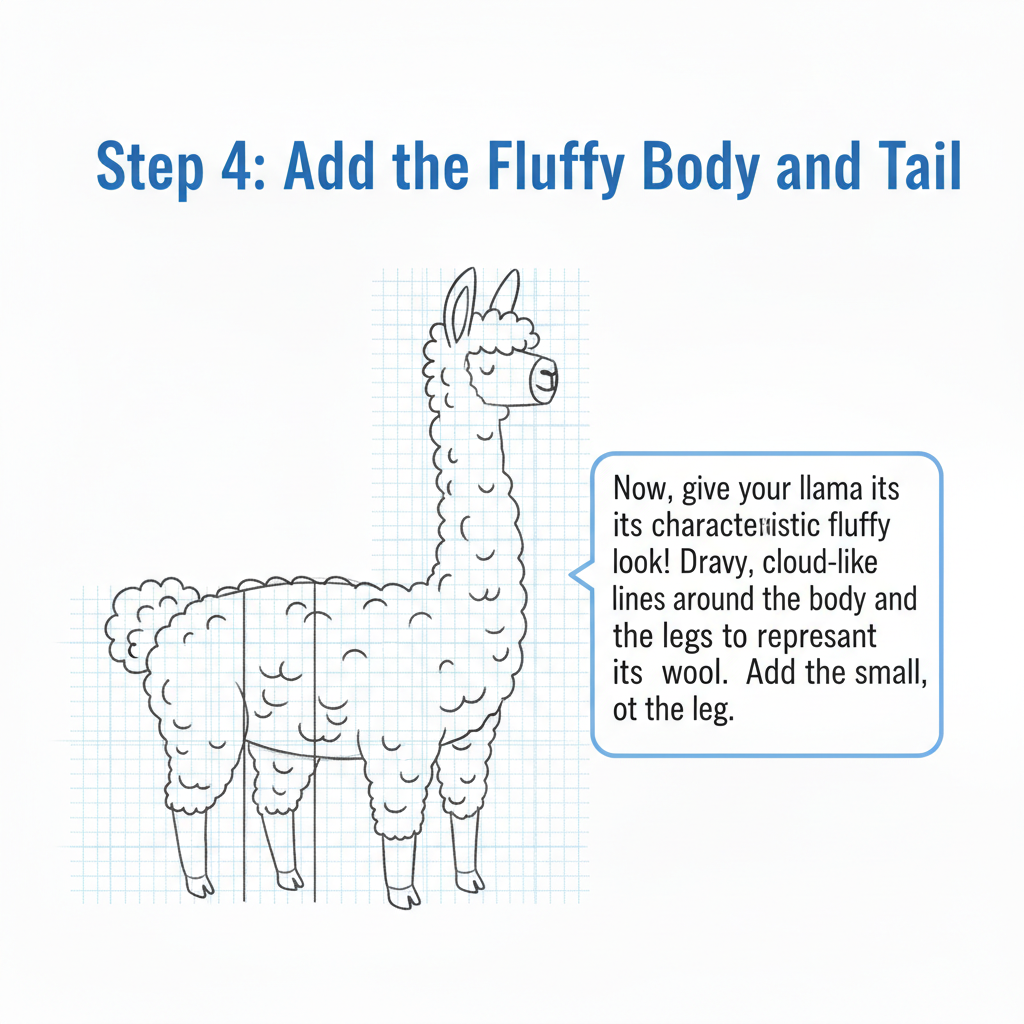 Step 4: Add the Fluffy Body and Tail
Now, give your llama its
its characteristic fluffy
look! Dravy, cloud-like
lines around the body and
the legs to represant
its wool. Add the small,
ot the leg.